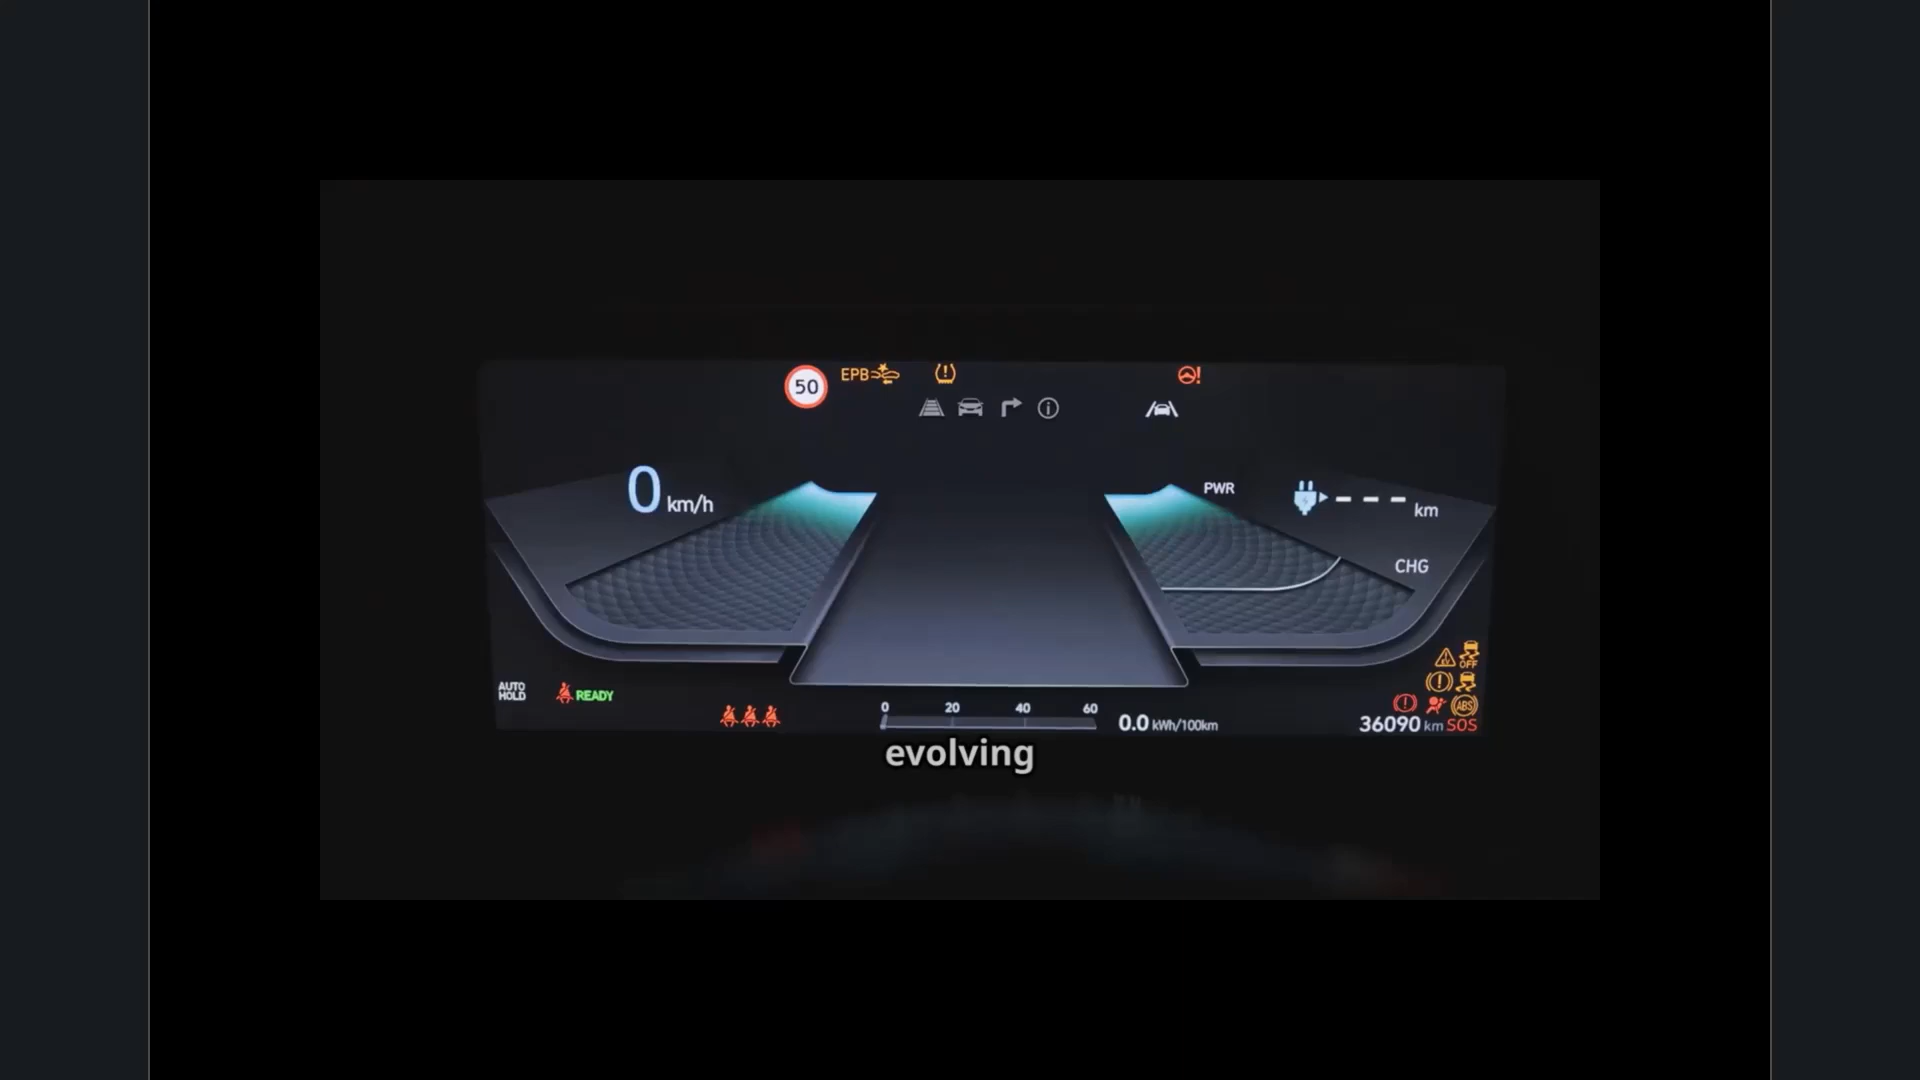 50
EPB
0 km/h
PWR
--- km
CHG
AUTO
HOLD
READY
0 20 40 60
0.0 kWh/100km
OFF
ABS
36090 km SOS
evolving